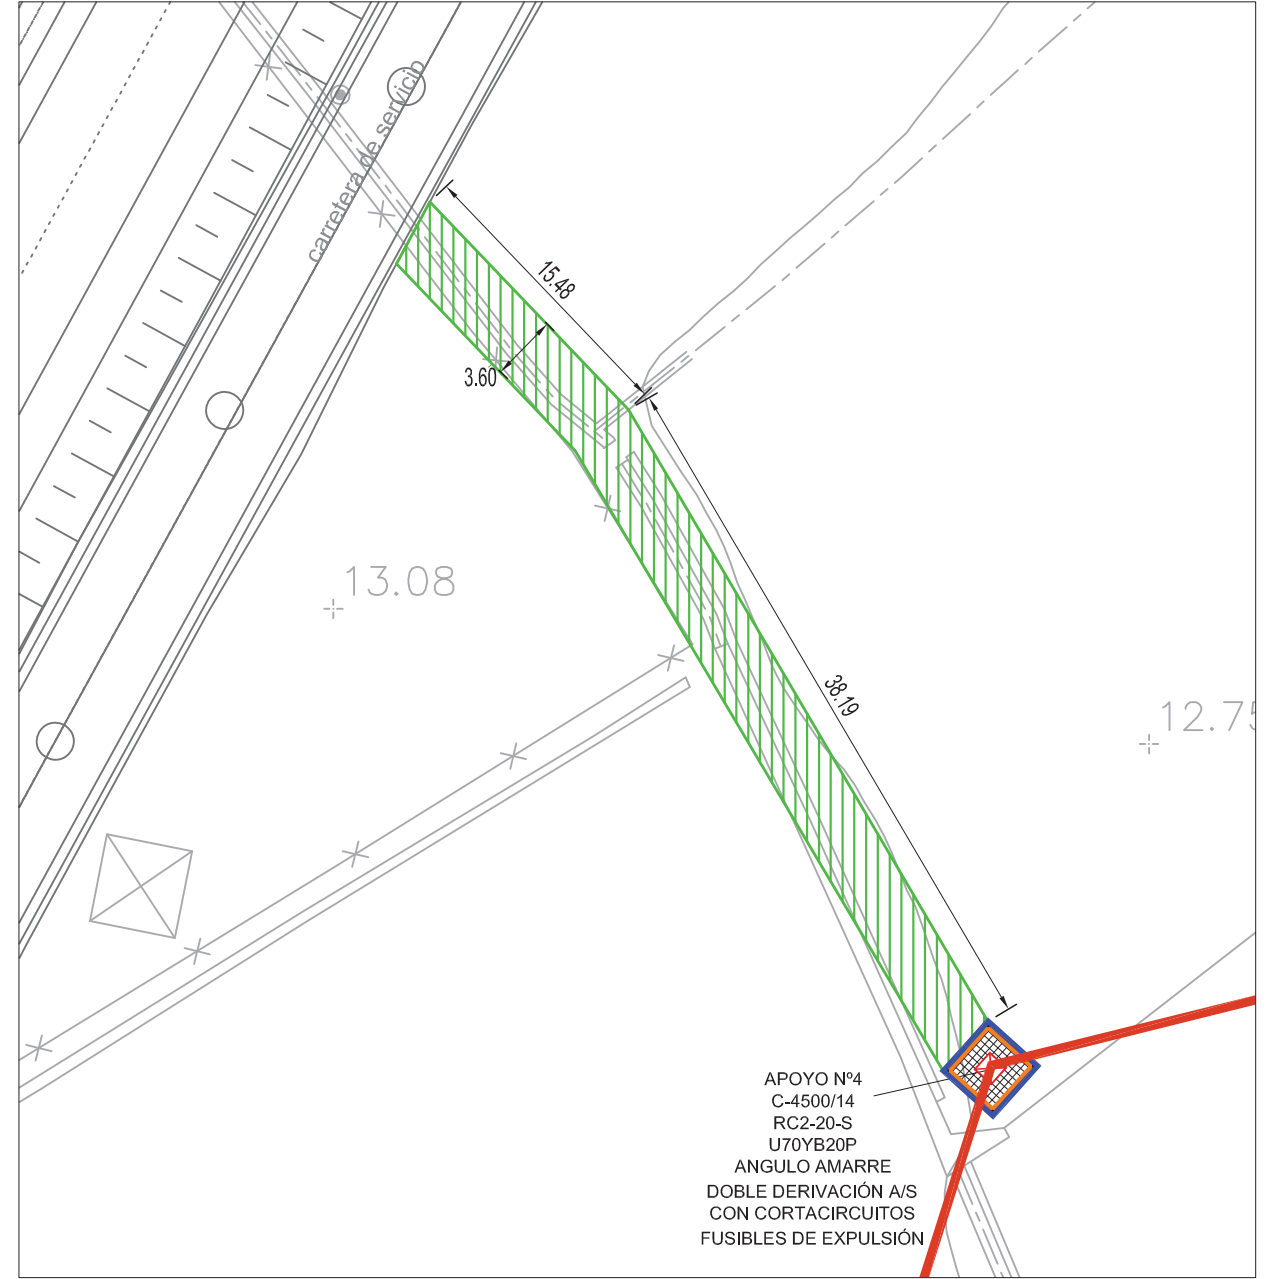 carretera de servicio
15.48
3.60
13.08
38.19
12.75
APOYO Nº4
C-4500/14
RC2-20-S
U70YB20P
ANGULO AMARRE
DOBLE DERIVACIÓN A/S
CON CORTACIRCUITOS
FUSIBLES DE EXPULSIÓN